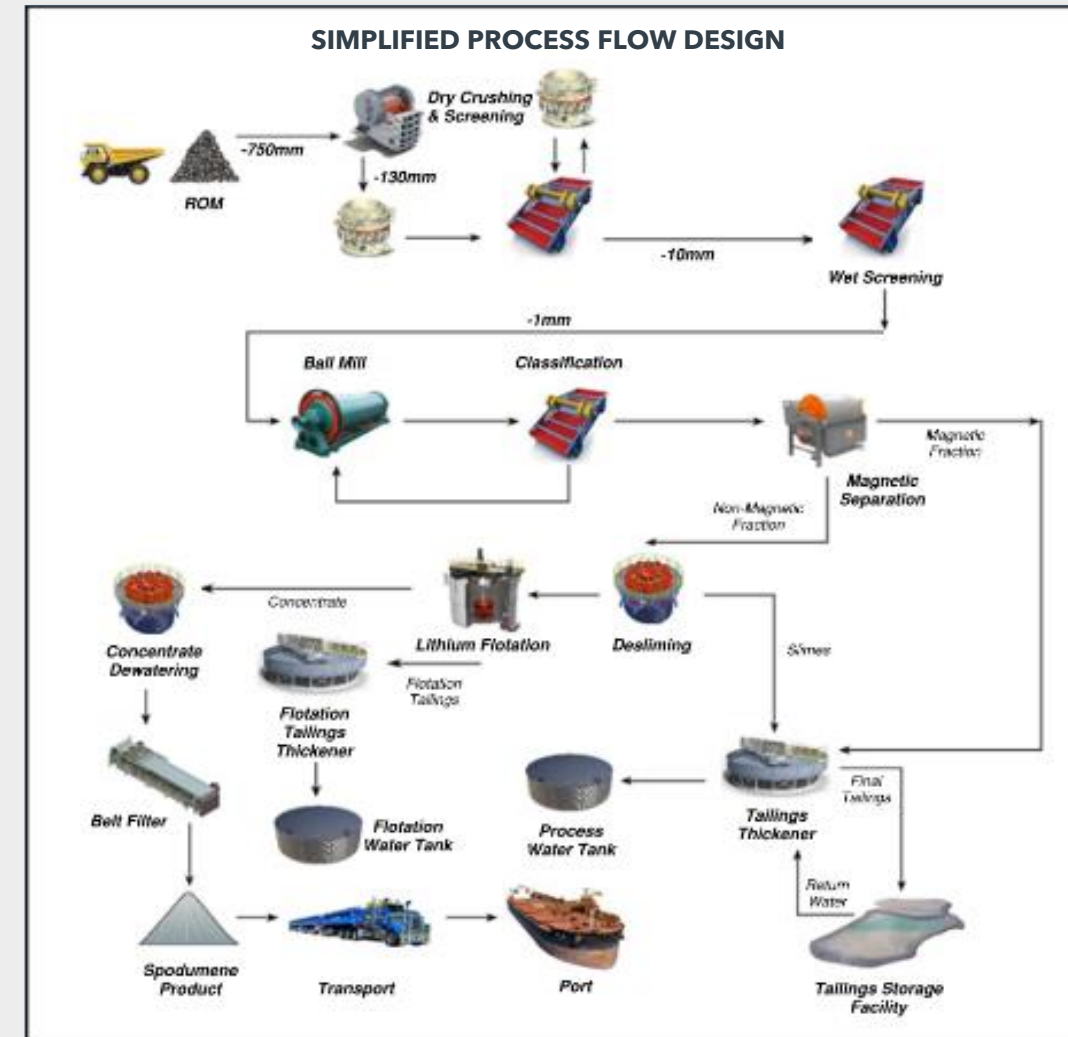 SIMPLIFIED PROCESS FLOW DESIGN
Dry Crushing
& Screening
-750mm
ROM
-130mm
-10mm
Wet Screening
-1mm
Ball Mill
Classification
Magnetic
Fraction
Magnetic
Separation
Non-Magnetic
Fraction
Concentrate
Concentrate
Dewatering
Lithium Flotation
Desliming
Slimes
Flotation
Tailings
Flotation
Tailings
Thickener
Belt Filter
Flotation
Water Tank
Process
Water Tank
Tailings
Thickener
Final
Tailings
Return
Water
Spodumene
Product
Transport
Port
Tailings Storage
Facility